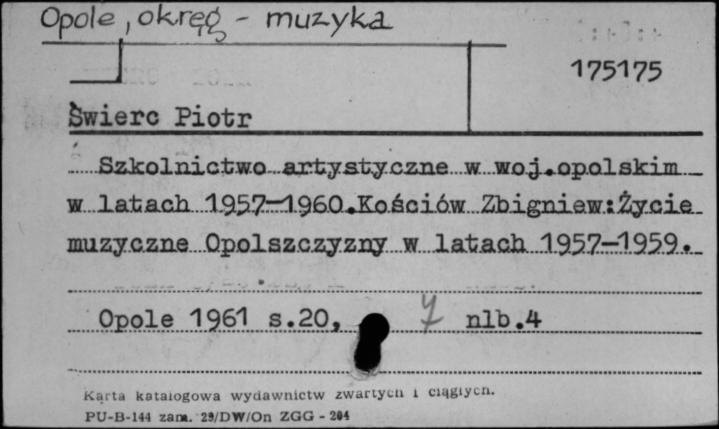 Opole, okręg - muzyka
175175
Świerc Piotr
Szkolnictwo artystyczne w woj.opolskim
w latach 1957-1960.Kościów Zbigniew:Życie
muzyczne Opolszczyzny w latach 1957-1959.
Opole 1961 s.20, y nlb.4
Karta katalogowa wydawnictw zwartych i ciągłych.
PU-B-144 zam. 29/DW/On ZGG - 204